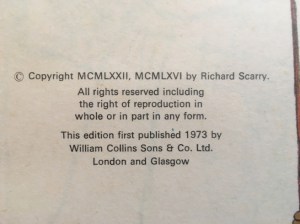 © Copyright MCMLXXII, MCMLXVI by Richard Scarry.
All rights reserved including
the right of reproduction in
whole or in part in any form.
This edition first published 1973 by
William Collins Sons & Co. Ltd.
London and Glasgow